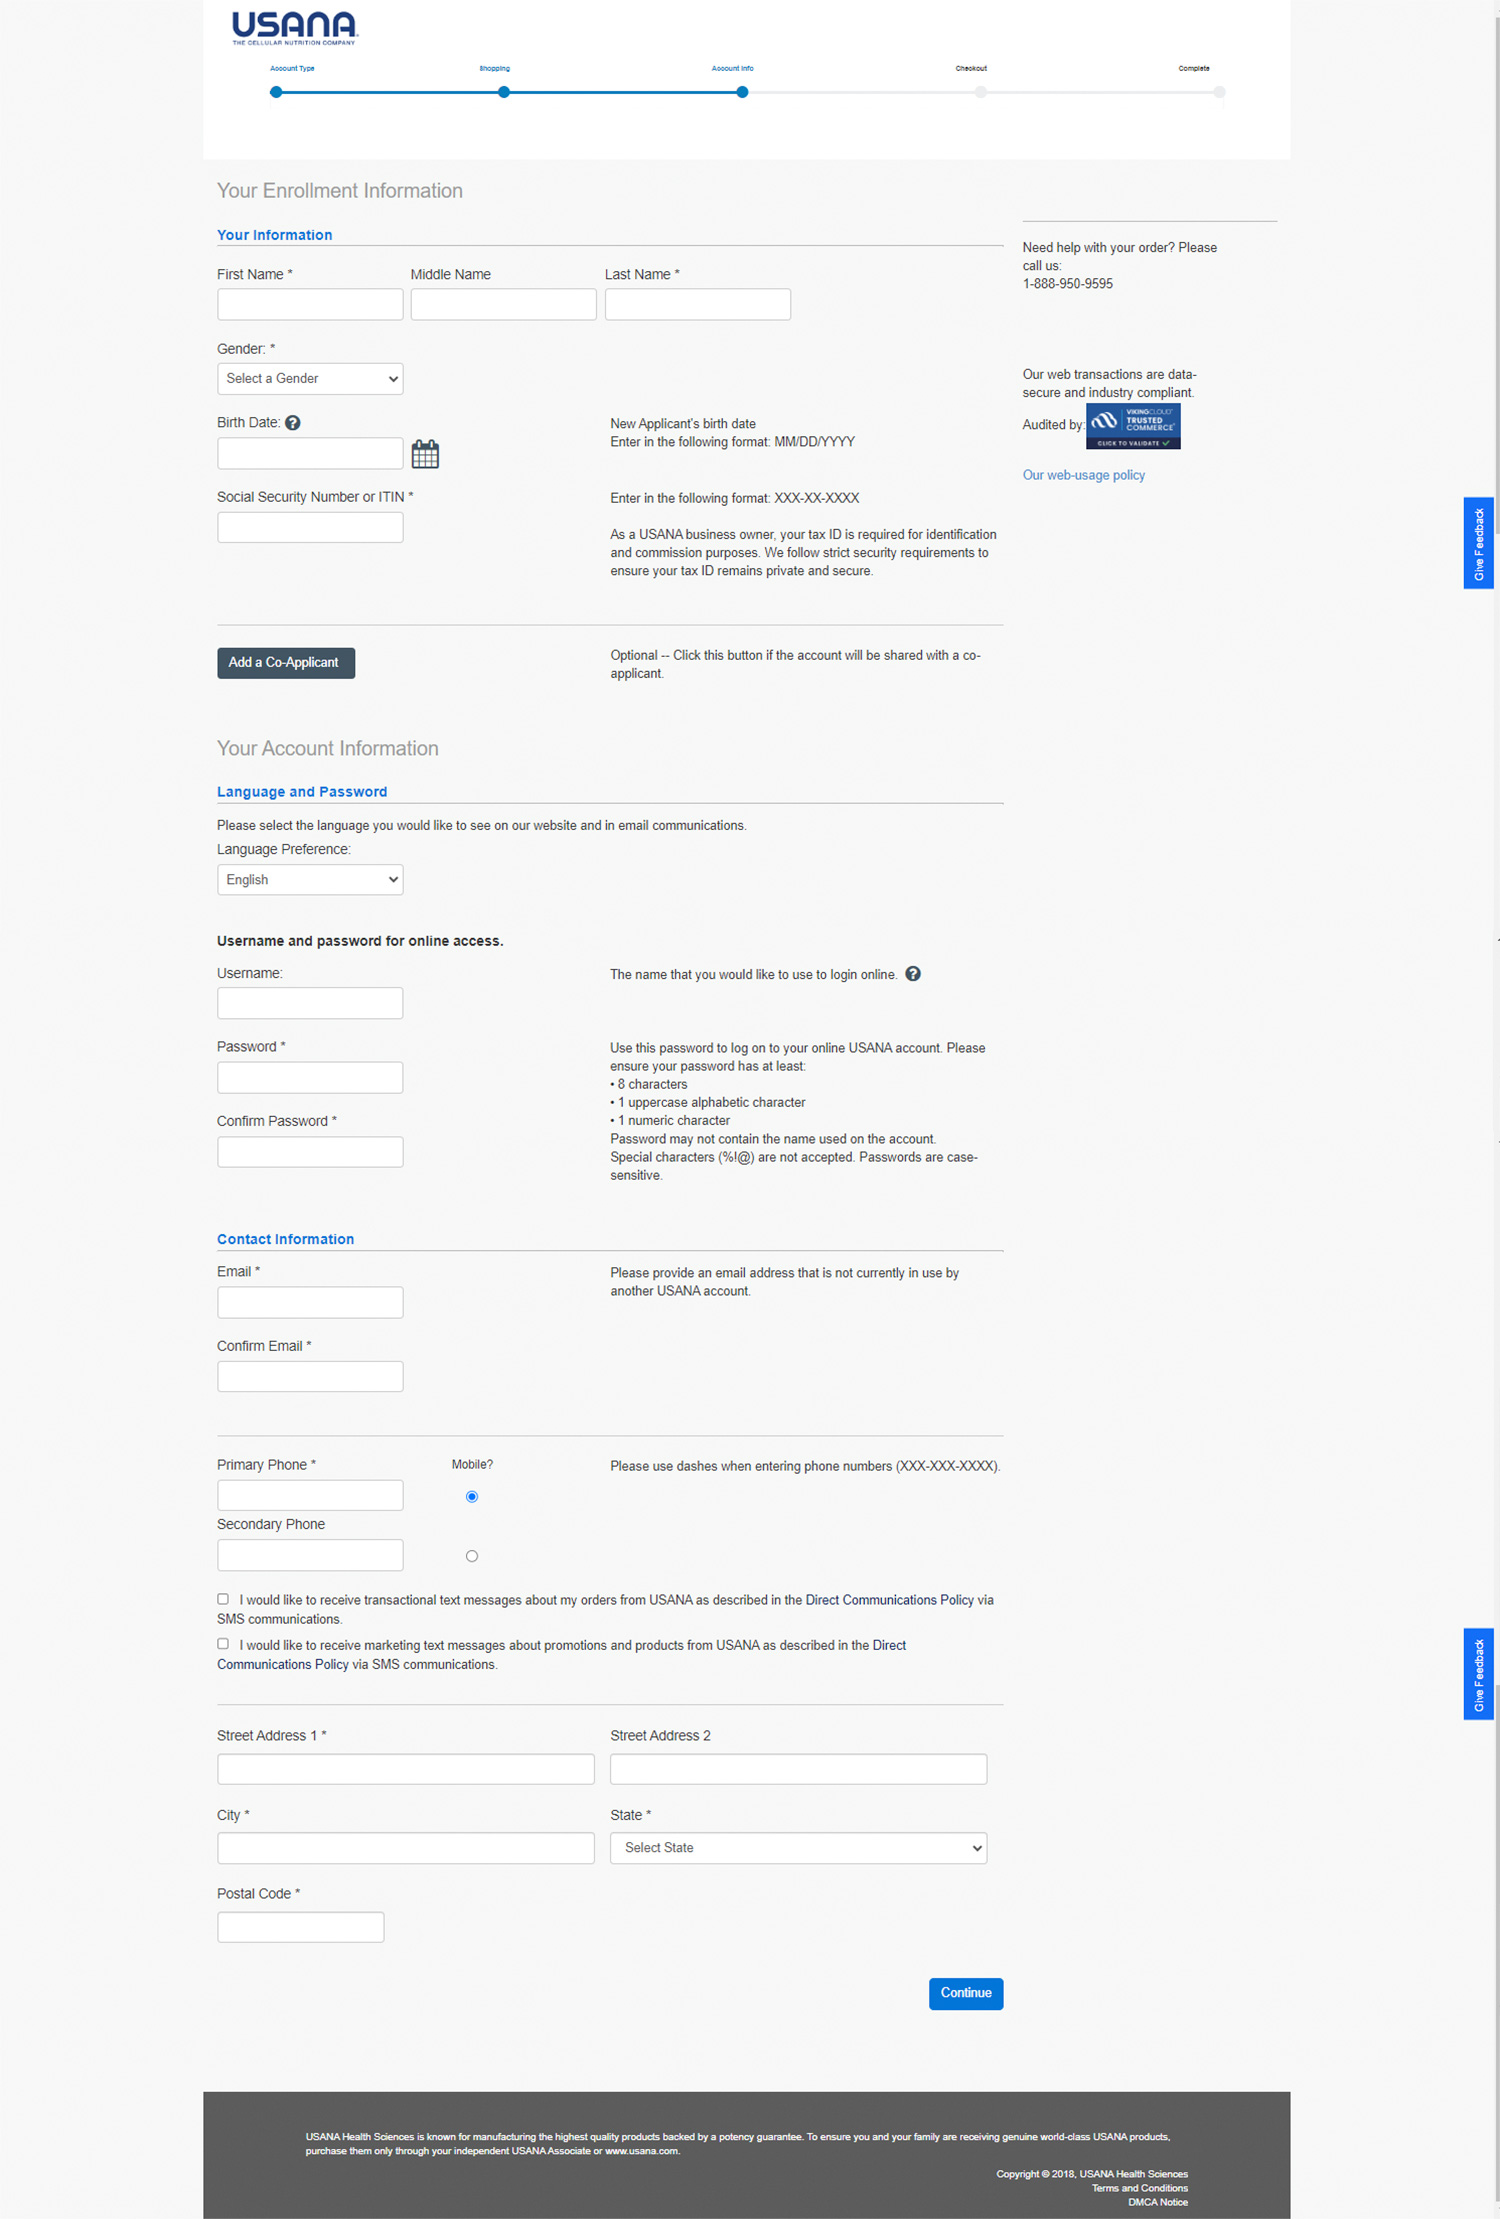 USANA
THE CELLULAR NUTRITION COMPANY
Account Type
Shopping
Account Info
Checkout
Complete
Your Enrollment Information
Your Information
First Name *
Middle Name
Last Name *
Gender: *
Select a Gender
Birth Date:
New Applicant's birth date
Enter in the following format: MM/DD/YYYY
Social Security Number or ITIN *
Enter in the following format: XXX-XX-XXXX
As a USANA business owner, your tax ID is required for identification
and commission purposes. We follow strict security requirements to
ensure your tax ID remains private and secure.
Add a Co-Applicant
Optional -- Click this button if the account will be shared with a co-
applicant.
Need help with your order? Please
call us:
1-888-950-9595
Our web transactions are data-
secure and industry compliant.
Audited by:
VIKINGCLOUD
TRUSTED
COMMERCE
CLICK TO VALIDATE
Our web-usage policy
Give Feedback
Your Account Information
Language and Password
Please select the language you would like to see on our website and in email communications.
Language Preference:
English
Username and password for online access.
Username:
The name that you would like to use to login online.
Password *
Use this password to log on to your online USANA account. Please
ensure your password has at least:
• 8 characters
• 1 uppercase alphabetic character
• 1 numeric character
Password may not contain the name used on the account.
Special characters (%!@) are not accepted. Passwords are case-
sensitive.
Confirm Password *
Contact Information
Email *
Please provide an email address that is not currently in use by
another USANA account.
Confirm Email *
Primary Phone *
Mobile?
Please use dashes when entering phone numbers (XXX-XXX-XXXX).
Secondary Phone
I would like to receive transactional text messages about my orders from USANA as described in the Direct Communications Policy via
SMS communications.
I would like to receive marketing text messages about promotions and products from USANA as described in the Direct
Communications Policy via SMS communications.
Give Feedback
Street Address 1 *
Street Address 2
City *
State *
Select State
Postal Code *
Continue
USANA Health Sciences is known for manufacturing the highest quality products backed by a potency guarantee. To ensure you and your family are receiving genuine world-class USANA products,
purchase them only through your independent USANA Associate or www.usana.com.
Copyright © 2018, USANA Health Sciences
Terms and Conditions
DMCA Notice